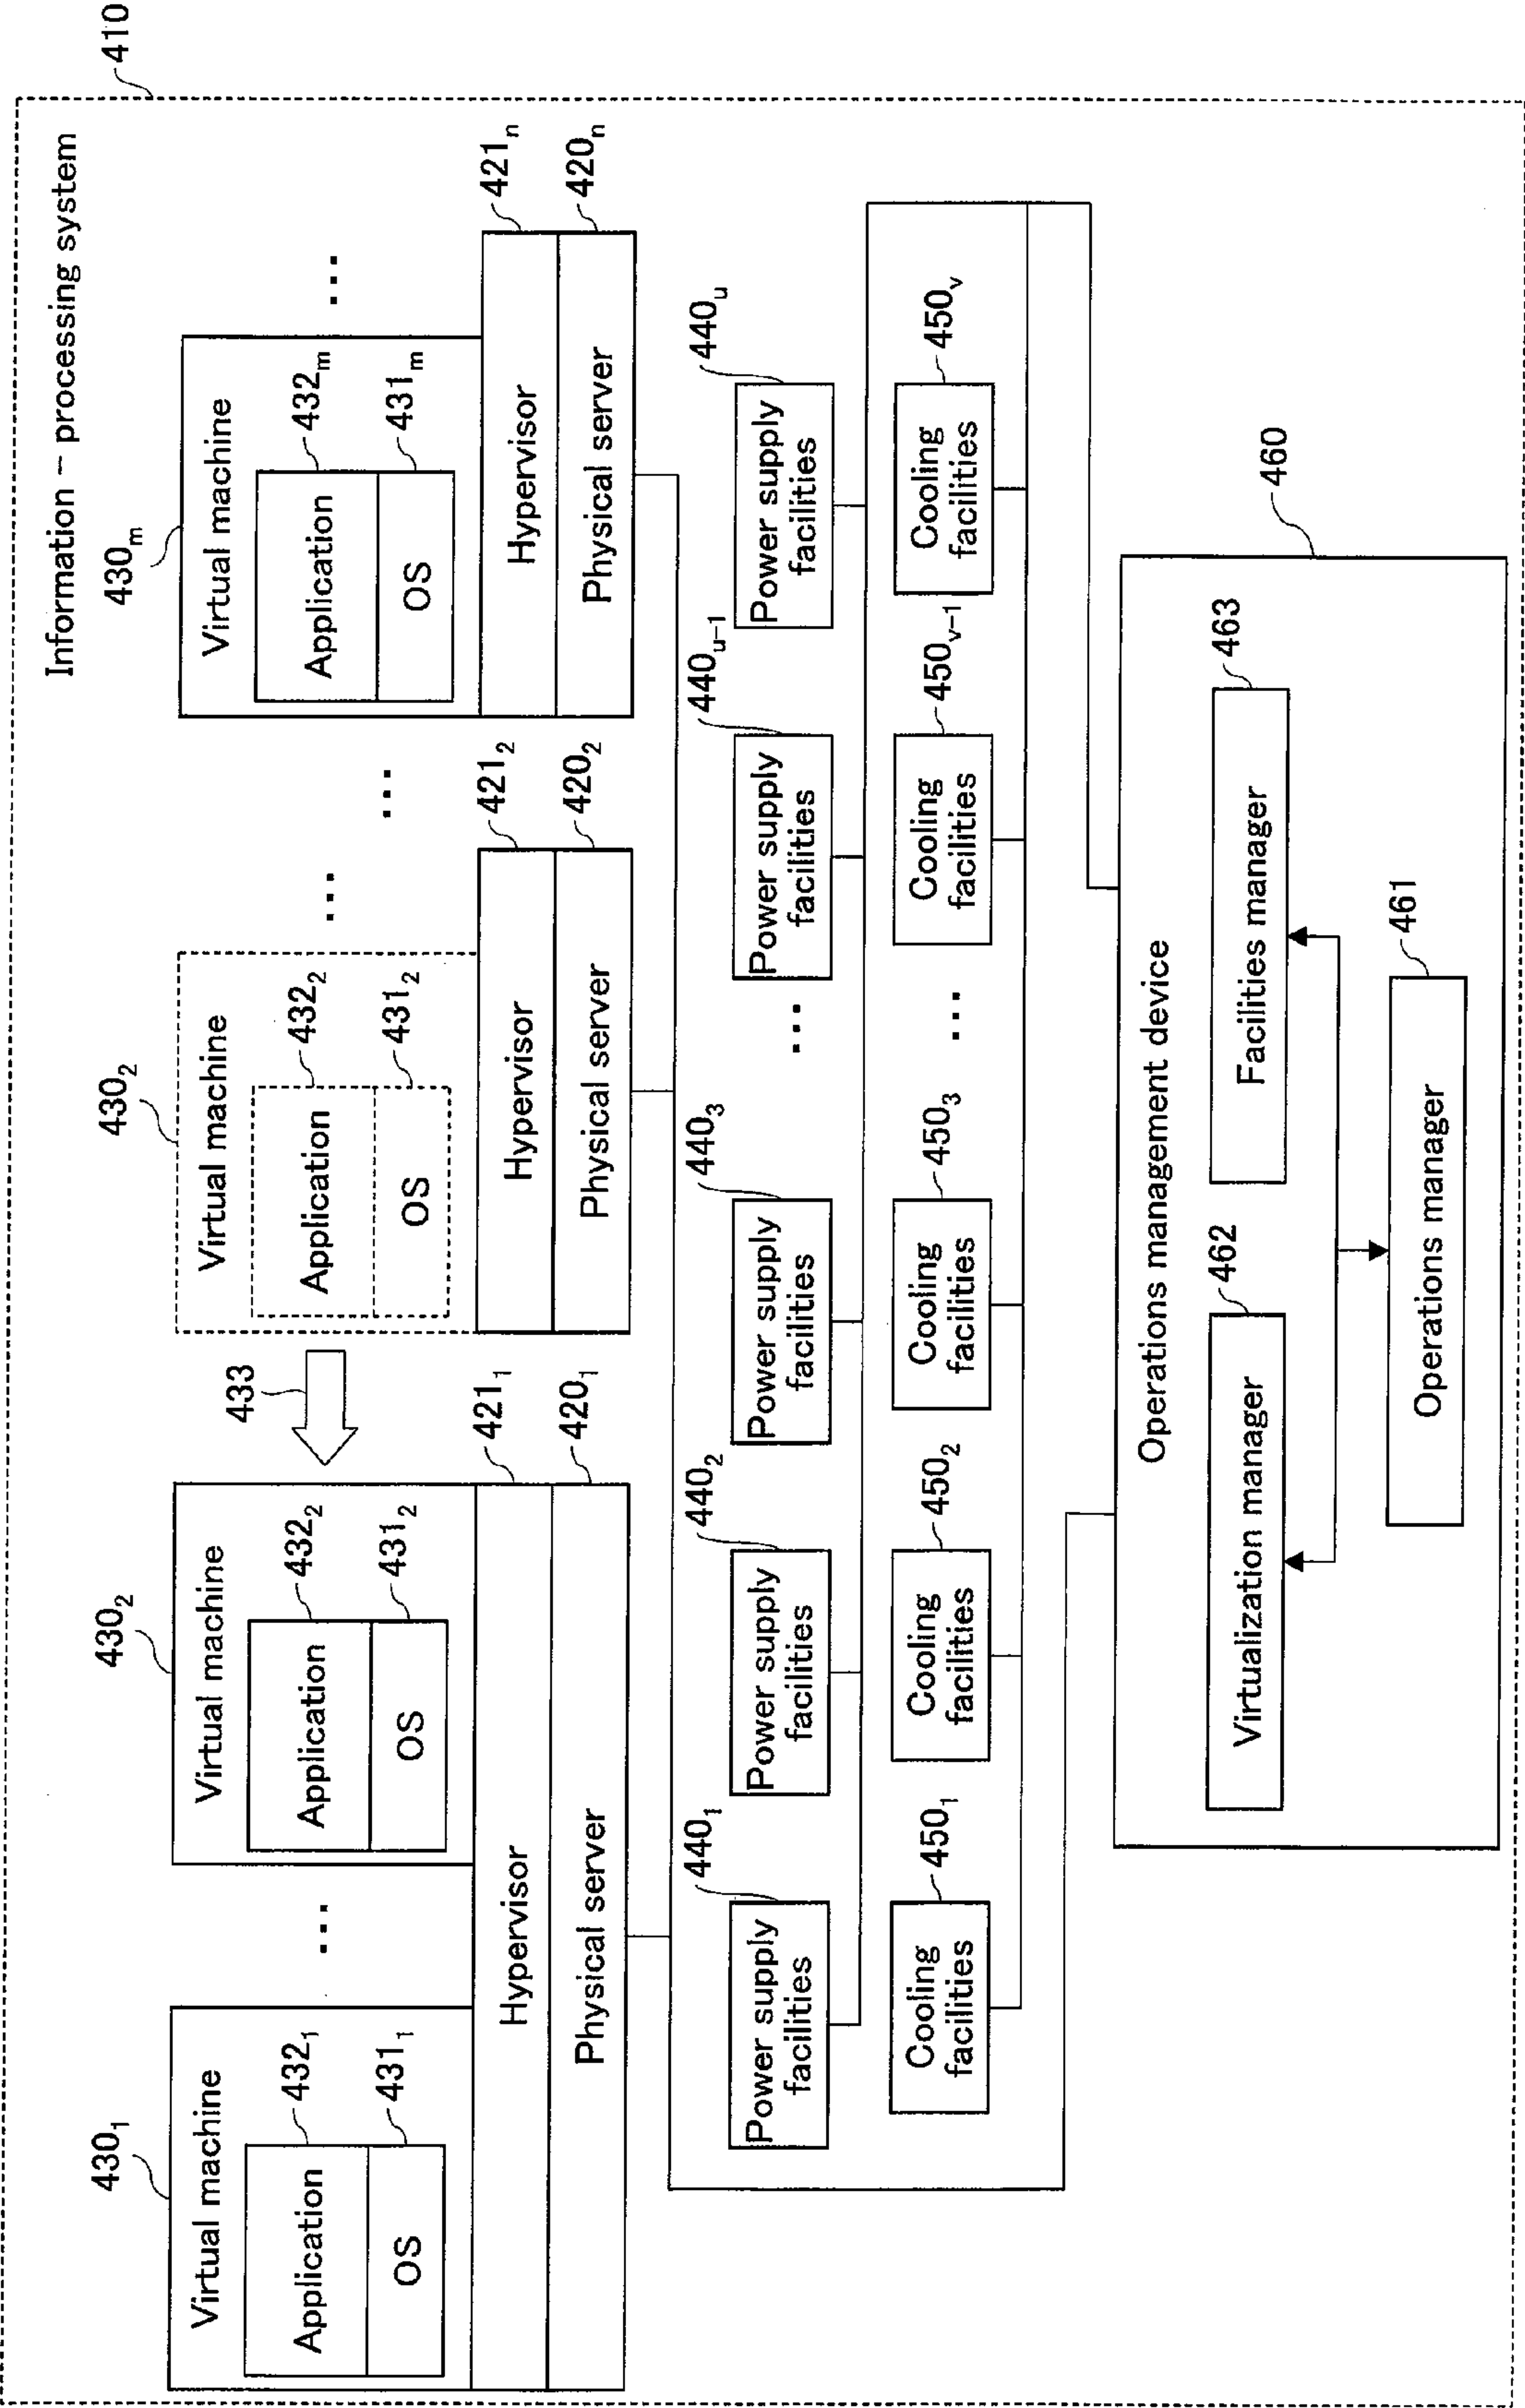 410
Information – processing system
430₁
430₂
430₂
430ₘ
433
Virtual machine
Virtual machine
Virtual machine
Virtual machine
432₁
432₂
432₂
432ₘ
Application
Application
Application
Application
431₁
431₂
431₂
431ₘ
OS
OS
OS
OS
...
...
...
...
421₁
421₂
421ₙ
Hypervisor
Hypervisor
Hypervisor
420₁
420₂
420ₙ
Physical server
Physical server
Physical server
...
440₁
440₂
440₃
440u-1
440u
Power supply
facilities
Power supply
facilities
Power supply
facilities
...
Power supply
facilities
Power supply
facilities
450₁
450₂
450₃
450v-1
450v
Cooling
facilities
Cooling
facilities
Cooling
facilities
...
Cooling
facilities
Cooling
facilities
460
Operations management device
462
463
Virtualization manager
Facilities manager
461
Operations manager